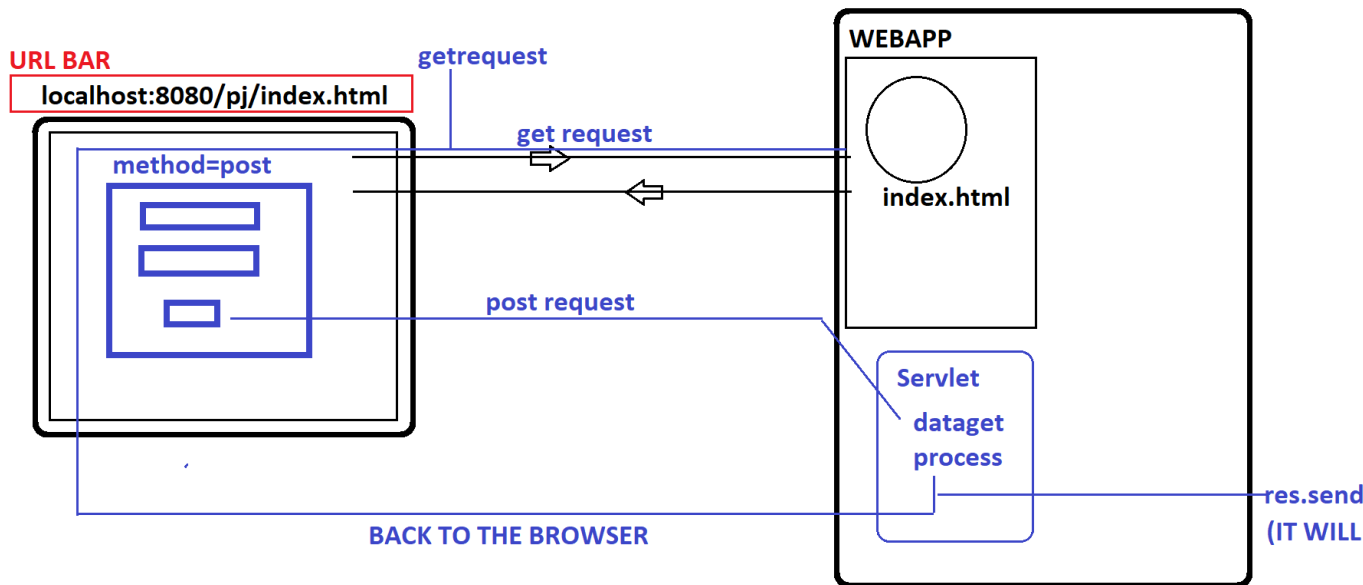 URL BAR
localhost:8080/pj/index.html
getrequest
get request
method=post
post request
WEBAPP
index.html
Servlet
dataget
process
BACK TO THE BROWSER
res.send
(IT WILL